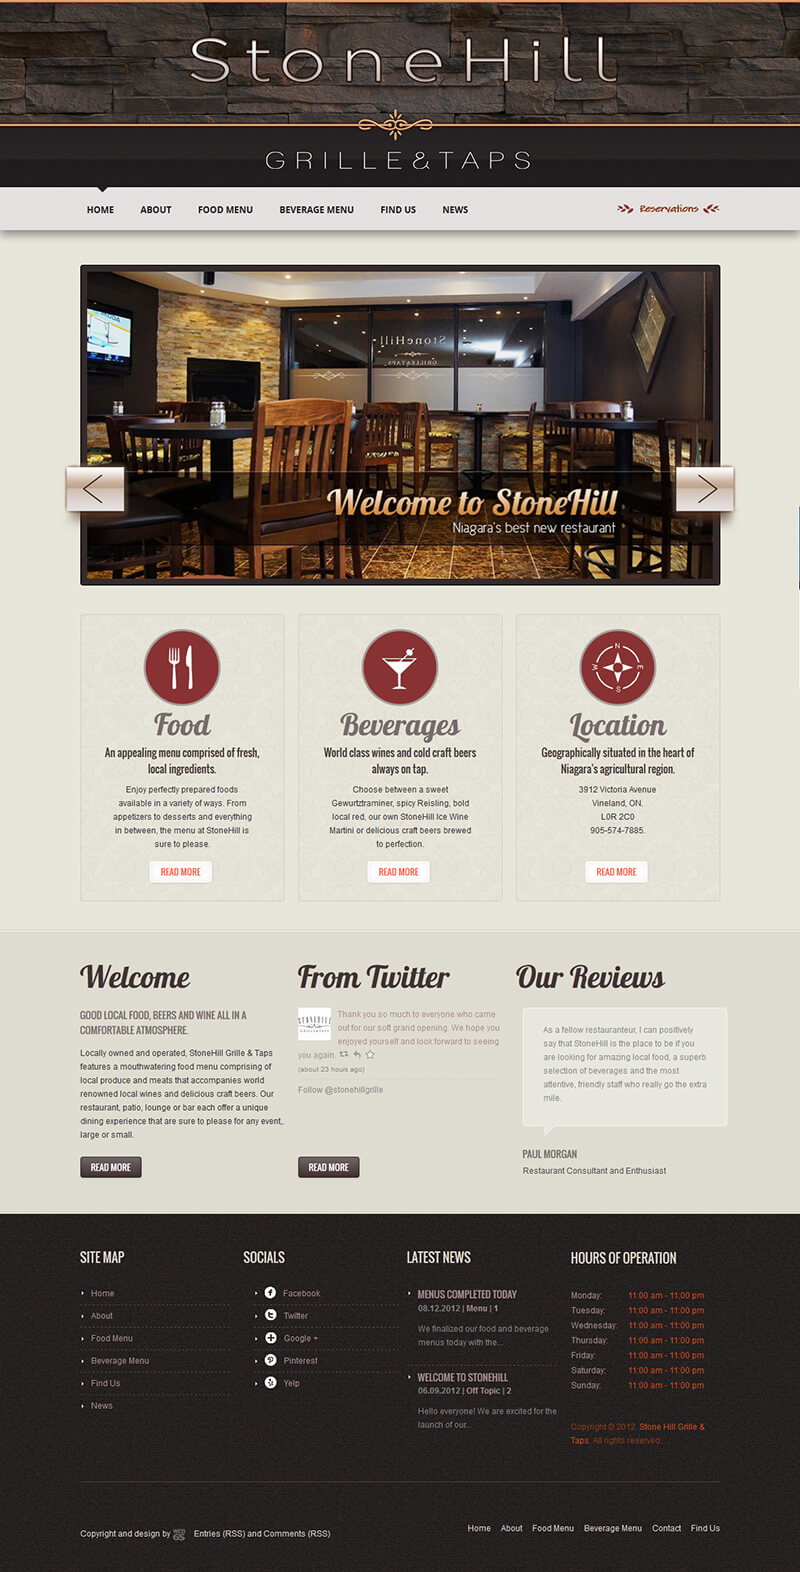 StoneHill
GRILLE&TAPS
HOME ABOUT FOOD MENU BEVERAGE MENU FIND US NEWS Reservations
StoneHill
GRILLE&TAPS
Welcome to StoneHill
Niagara's best new restaurant
Food
An appealing menu comprised of fresh,
local ingredients.
Enjoy perfectly prepared foods
available in a variety of ways. From
appetizers to desserts and everything
in between, the menu at StoneHill is
sure to please.
READ MORE
Beverages
World class wines and cold craft beers
always on tap.
Choose between a sweet
Gewurtztraminer, spicy Reisling, bold
local red, our own StoneHill Ice Wine
Martini or delicious craft beers brewed
to perfection.
READ MORE
N
E
S
W
Location
Geographically situated in the heart of
Niagara's agricultural region.
3912 Victoria Avenue
Vineland, ON.
L0R 2C0
905-574-7885.
READ MORE
Welcome
GOOD LOCAL FOOD, BEERS AND WINE ALL IN A
COMFORTABLE ATMOSPHERE.
Locally owned and operated, StoneHill Grille & Taps
features a mouthwatering food menu comprising of
local produce and meats that accompanies world
renowned local wines and delicious craft beers. Our
restaurant, patio, lounge or bar each offer a unique
dining experience that are sure to please for any event,.
large or small.
READ MORE
From Twitter
STONEHILL
GRILLE&TAPS
Thank you so much to everyone who came
out for our soft grand opening. We hope you
enjoyed yourself and look forward to seeing
you again.
(about 23 hours ago)
Follow @stonehillgrille
READ MORE
Our Reviews
As a fellow restauranteur, I can positively
say that StoneHill is the place to be if you
are looking for amazing local food, a superb
selection of beverages and the most
attentive, friendly staff who really go the extra
mile.
PAUL MORGAN
Restaurant Consultant and Enthusiast
SITE MAP
Home
About
Food Menu
Beverage Menu
Find Us
News
SOCIALS
Facebook
Twitter
Google +
Pinterest
Yelp
LATEST NEWS
MENUS COMPLETED TODAY
08.12.2012 | Menu | 1
We finalized our food and beverage
menus today with the...
WELCOME TO STONEHILL
06.09.2012 | Off Topic | 2
Hello everyone! We are excited for the
launch of our...
HOURS OF OPERATION
Monday: 11:00 am - 11:00 pm
Tuesday: 11:00 am - 11:00 pm
Wednesday: 11:00 am - 11:00 pm
Thursday: 11:00 am - 11:00 pm
Friday: 11:00 am - 11:00 pm
Saturday: 11:00 am - 11:00 pm
Sunday: 11:00 am - 11:00 pm
Copyright © 2012. Stone Hill Grille &
Taps. All rights reserved.
Copyright and design by WEB GS Entries (RSS) and Comments (RSS)
Home About Food Menu Beverage Menu Contact Find Us